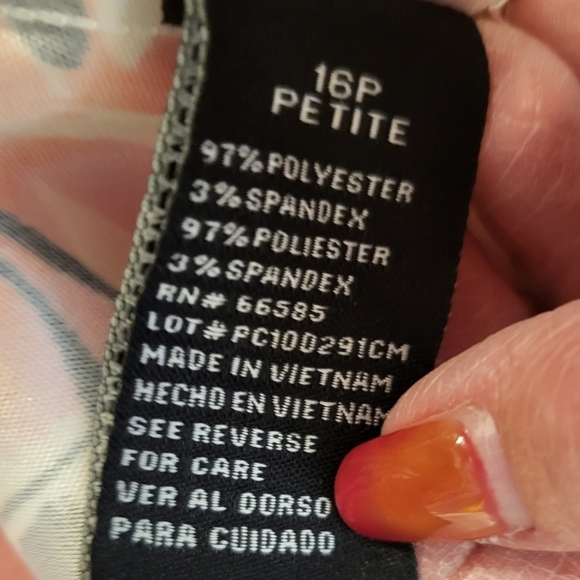 16P
PETITE
97% POLYESTER
3% SPANDEX
97% POLIESTER
3% SPANDEX
RN# 66585
LOT# PC100291CM
MADE IN VIETNAM
HECHO EN VIETNAM
SEE REVERSE
FOR CARE
VER AL DORSO
PARA CUIDADO